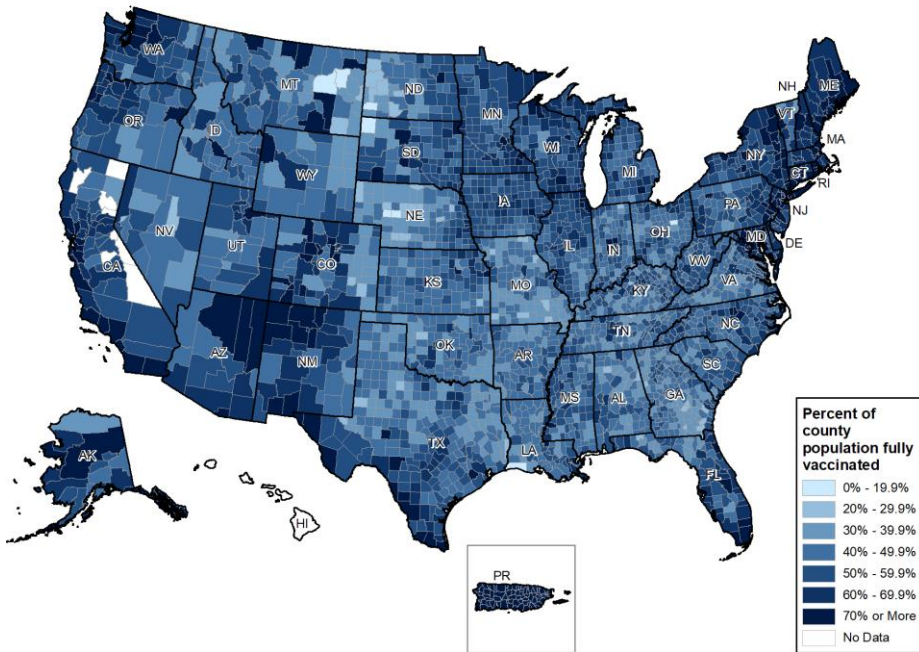 WA
MT
ND
MN
ME
NH
VT
MA
OR
ID
SD
WI
MI
NY
CT
RI
WY
IA
PA
NJ
NE
OH
MD
DE
NV
UT
IL
IN
WV
CA
CO
KS
MO
VA
KY
TN
NC
AZ
NM
OK
AR
SC
MS
AL
GA
TX
LA
FL
AK
HI
PR
Percent of
county
population fully
vaccinated
0% - 19.9%
20% - 29.9%
30% - 39.9%
40% - 49.9%
50% - 59.9%
60% - 69.9%
70% or More
No Data